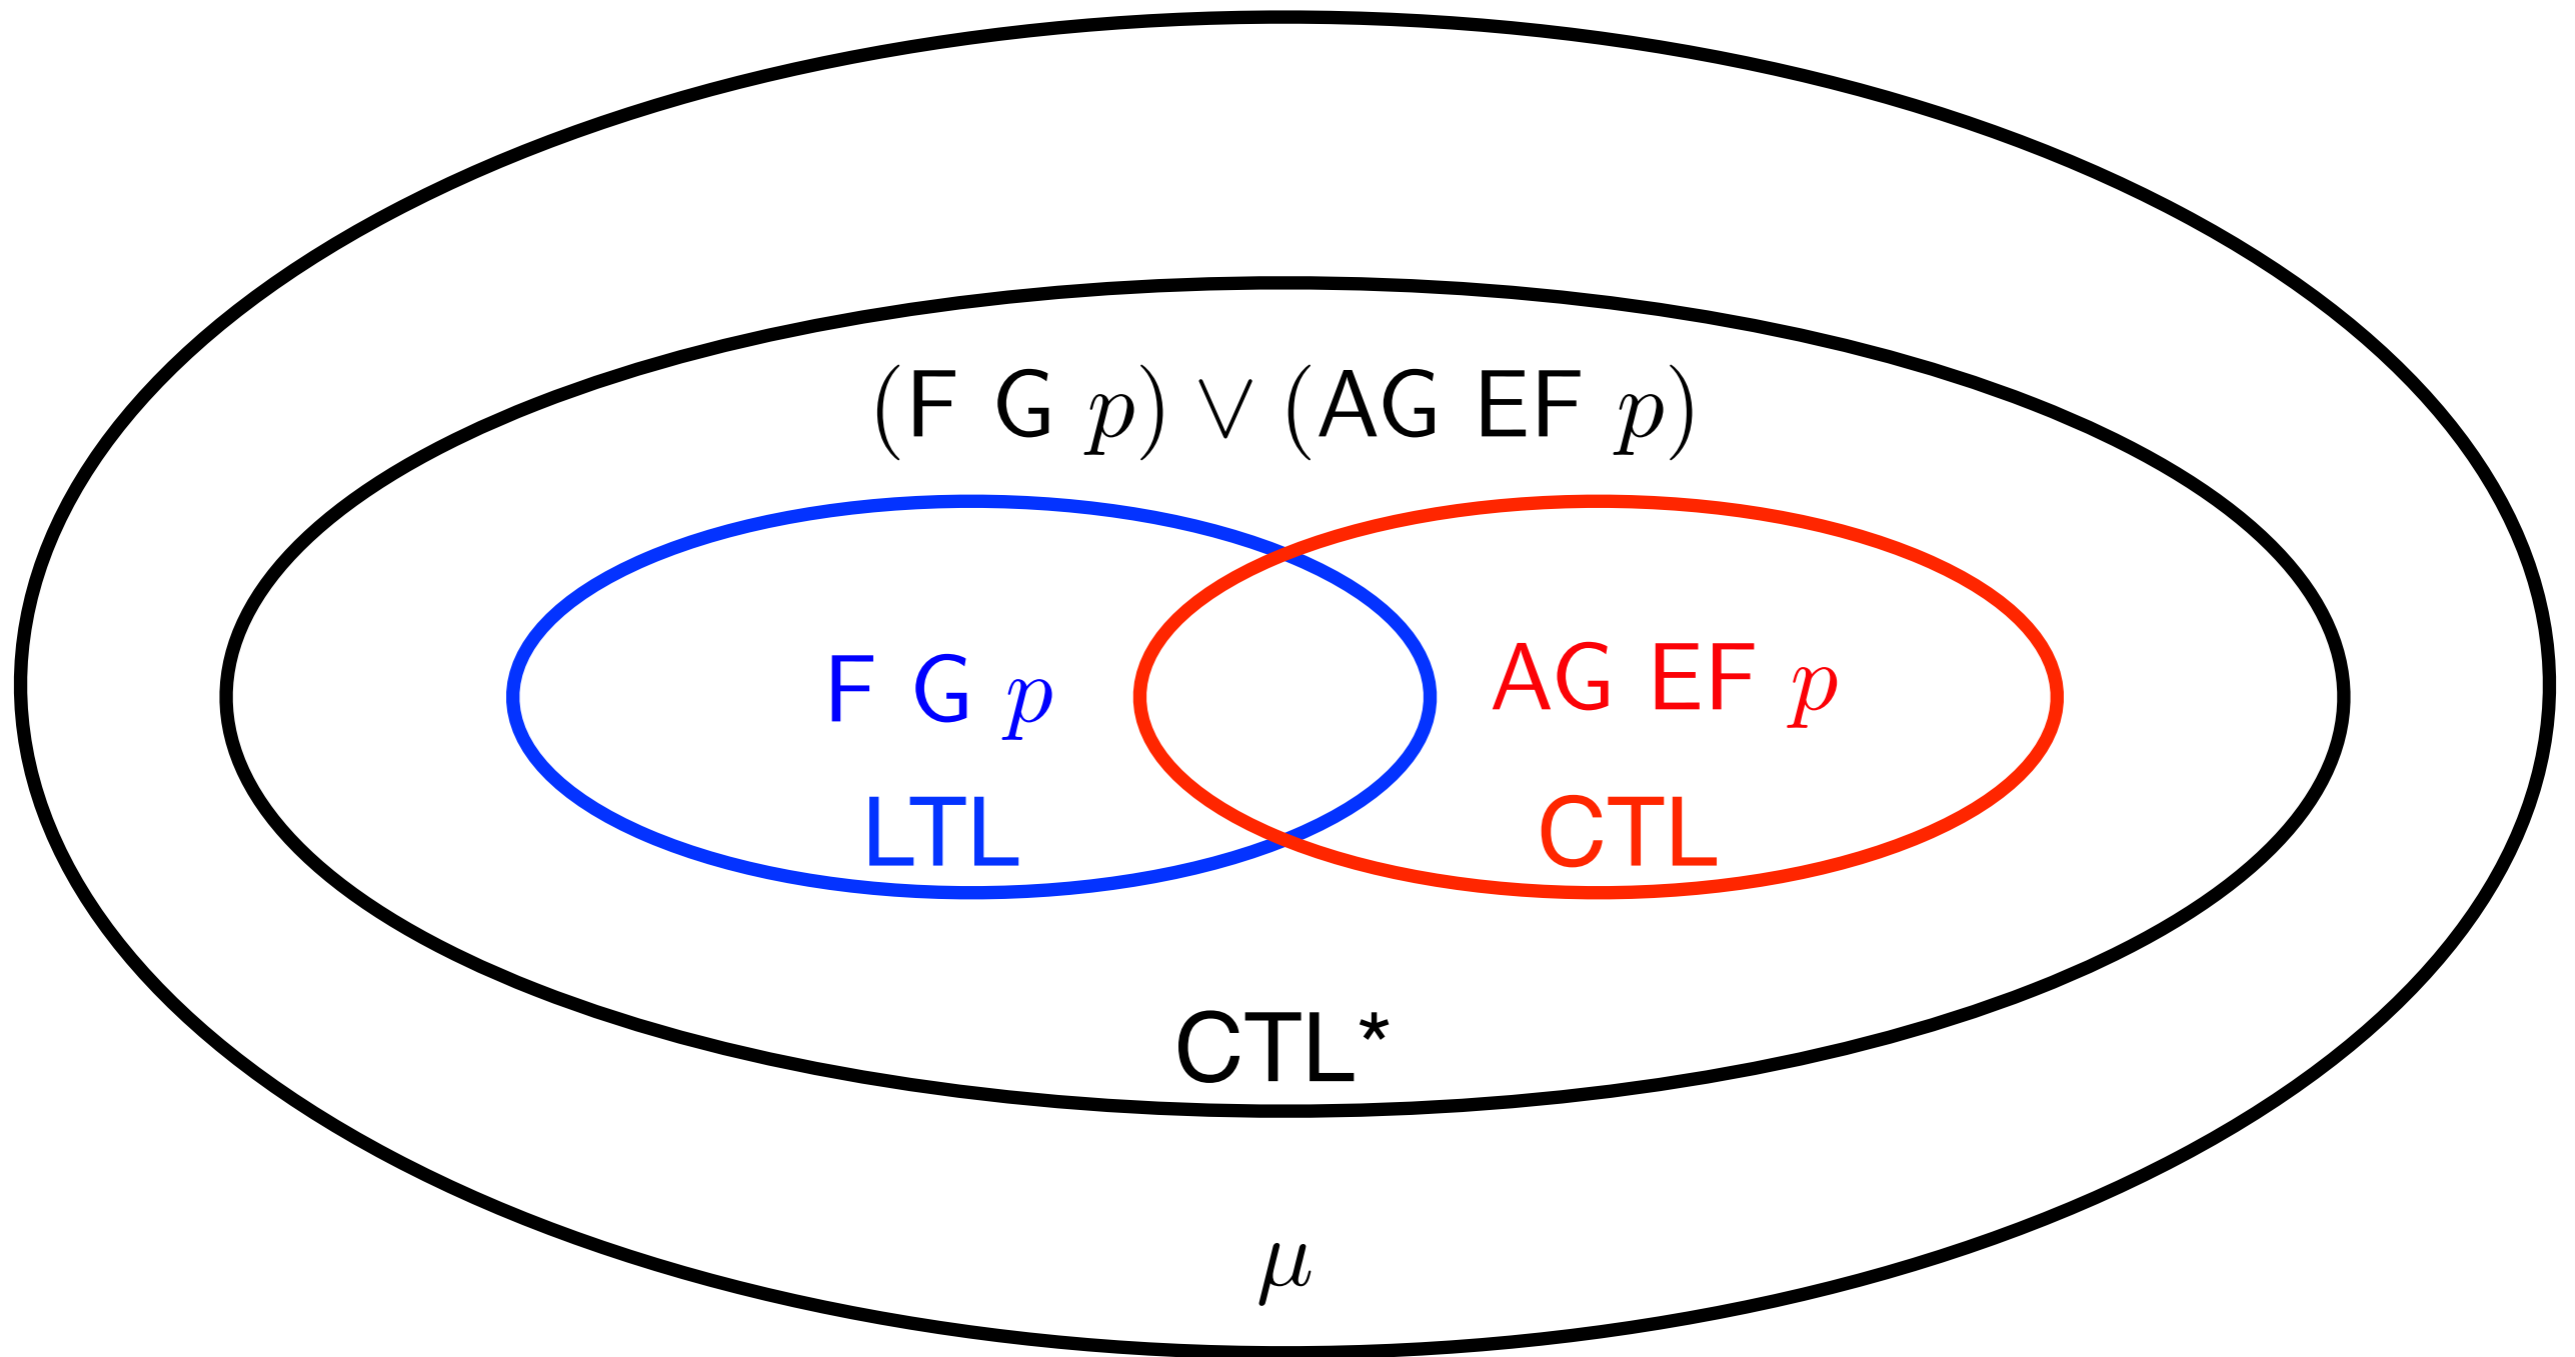 (F G p) ∨ (AG EF p)
F G p
AG EF p
LTL
CTL
CTL*
μ